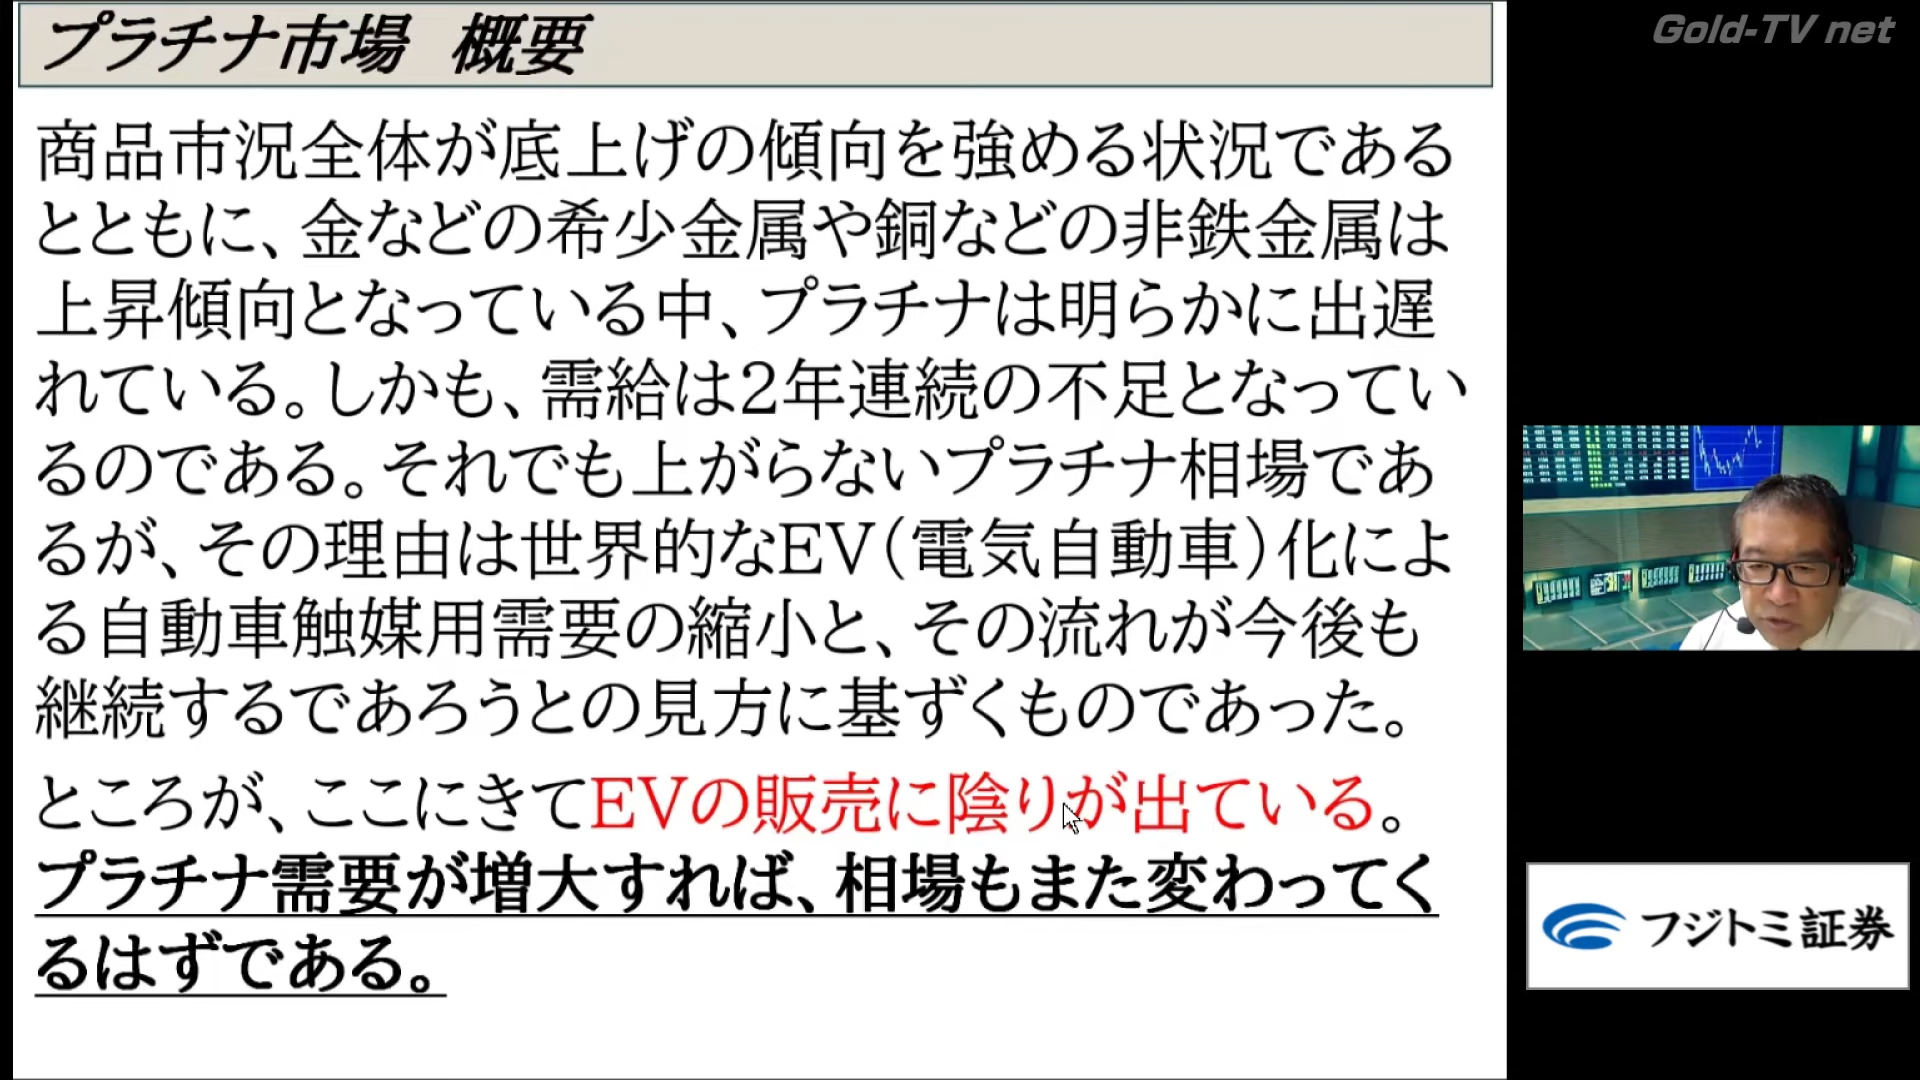 プラチナ市場　概要
Gold-TV net
商品市況全体が底上げの傾向を強める状況である
とともに、金などの希少金属や銅などの非鉄金属は
上昇傾向となっている中、プラチナは明らかに出遅
れている。しかも、需給は2年連続の不足となってい
るのである。それでも上がらないプラチナ相場であ
るが、その理由は世界的なEV（電気自動車）化によ
る自動車触媒用需要の縮小と、その流れが今後も
継続するであろうとの見方に基ずくものであった。
ところが、ここにきてEVの販売に陰りが出ている。
プラチナ需要が増大すれば、相場もまた変わってく
るはずである。
フジトミ証券